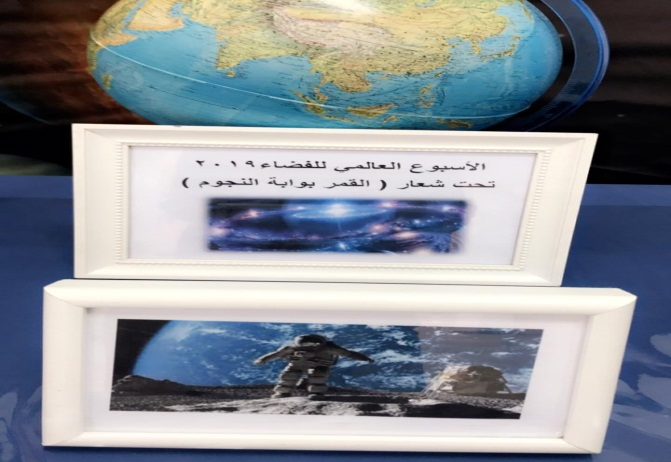 الأسبوع العالمي للفضاء ٢٠١٩
تحت شعار ( القمر بوابة النجوم )